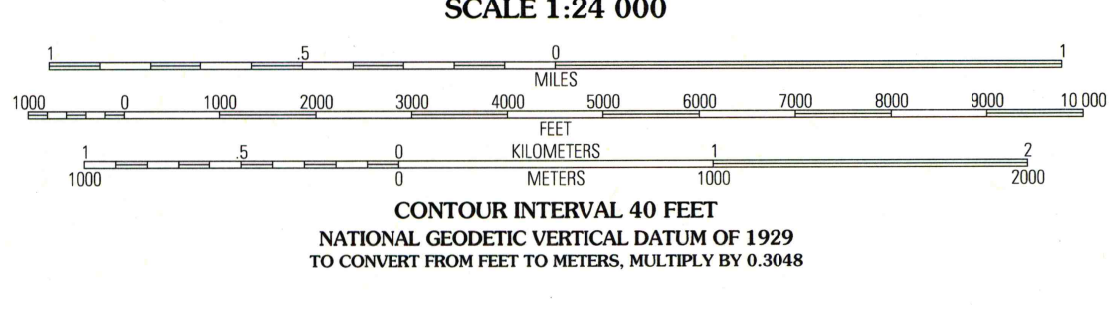 SCALE 1:24 000
1 .5 0 1
MILES
1000 0 1000 2000 3000 4000 5000 6000 7000 8000 9000 10 000
FEET
1 .5 0 KILOMETERS 1 2
1000 0 METERS 1000 2000
CONTOUR INTERVAL 40 FEET
NATIONAL GEODETIC VERTICAL DATUM OF 1929
TO CONVERT FROM FEET TO METERS, MULTIPLY BY 0.3048